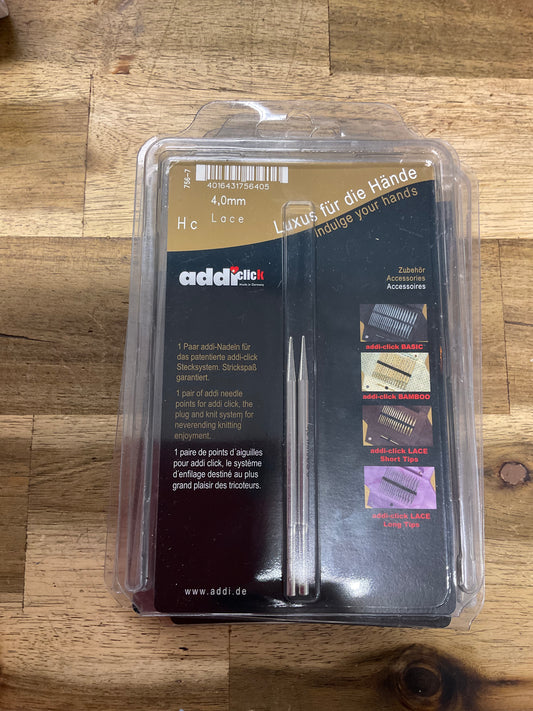 756-7
4016431756405
4,0mm
Hc Lace
Luxus für die Hände
Indulge your hands
addi click
Made in Germany
Zubehör
Accessories
Accessoires
addi-click BASIC
addi-click BAMBOO
addi-click LACE
Short Tips
addi-click LACE
Long Tips
1 Paar addi-Nadeln für
das patentierte addi-click
Stecksystem. Strickspaß
garantiert.
1 pair of addi needle
points for addi click, the
plug and knit system for
neverending knitting
enjoyment.
1 paire de points d'aiguilles
pour addi click, le système
d'enfilage destiné au plus
grand plaisir des tricoteurs.
www.addi.de